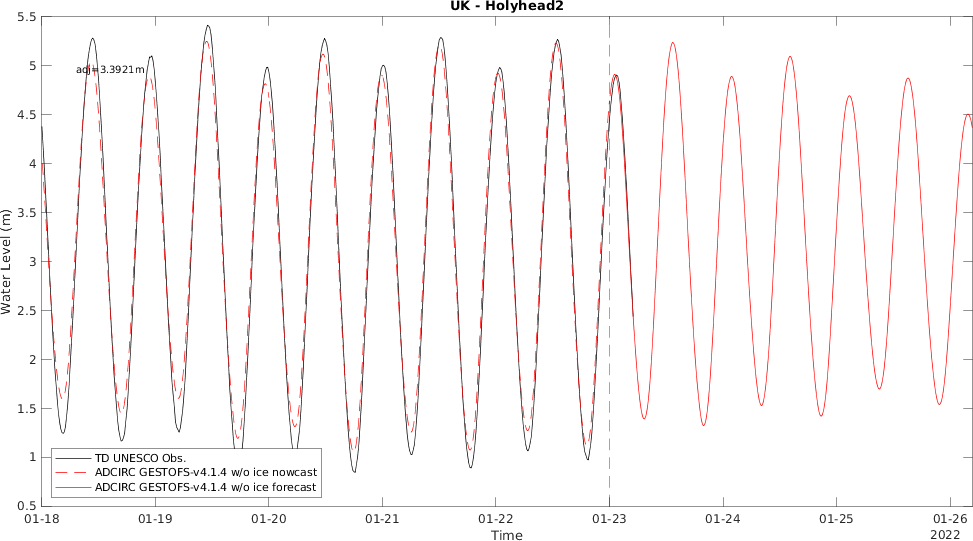 UK - Holyhead2
5.5
5
4.5
4
3.5
3
2.5
2
1.5
1
0.5
Water Level (m)
adj=3.3921m
TD UNESCO Obs.
ADCIRC GESTOFS-v4.1.4 w/o ice nowcast
ADCIRC GESTOFS-v4.1.4 w/o ice forecast
01-18 01-19 01-20 01-21 01-22 01-23 01-24 01-25 01-26
Time
2022